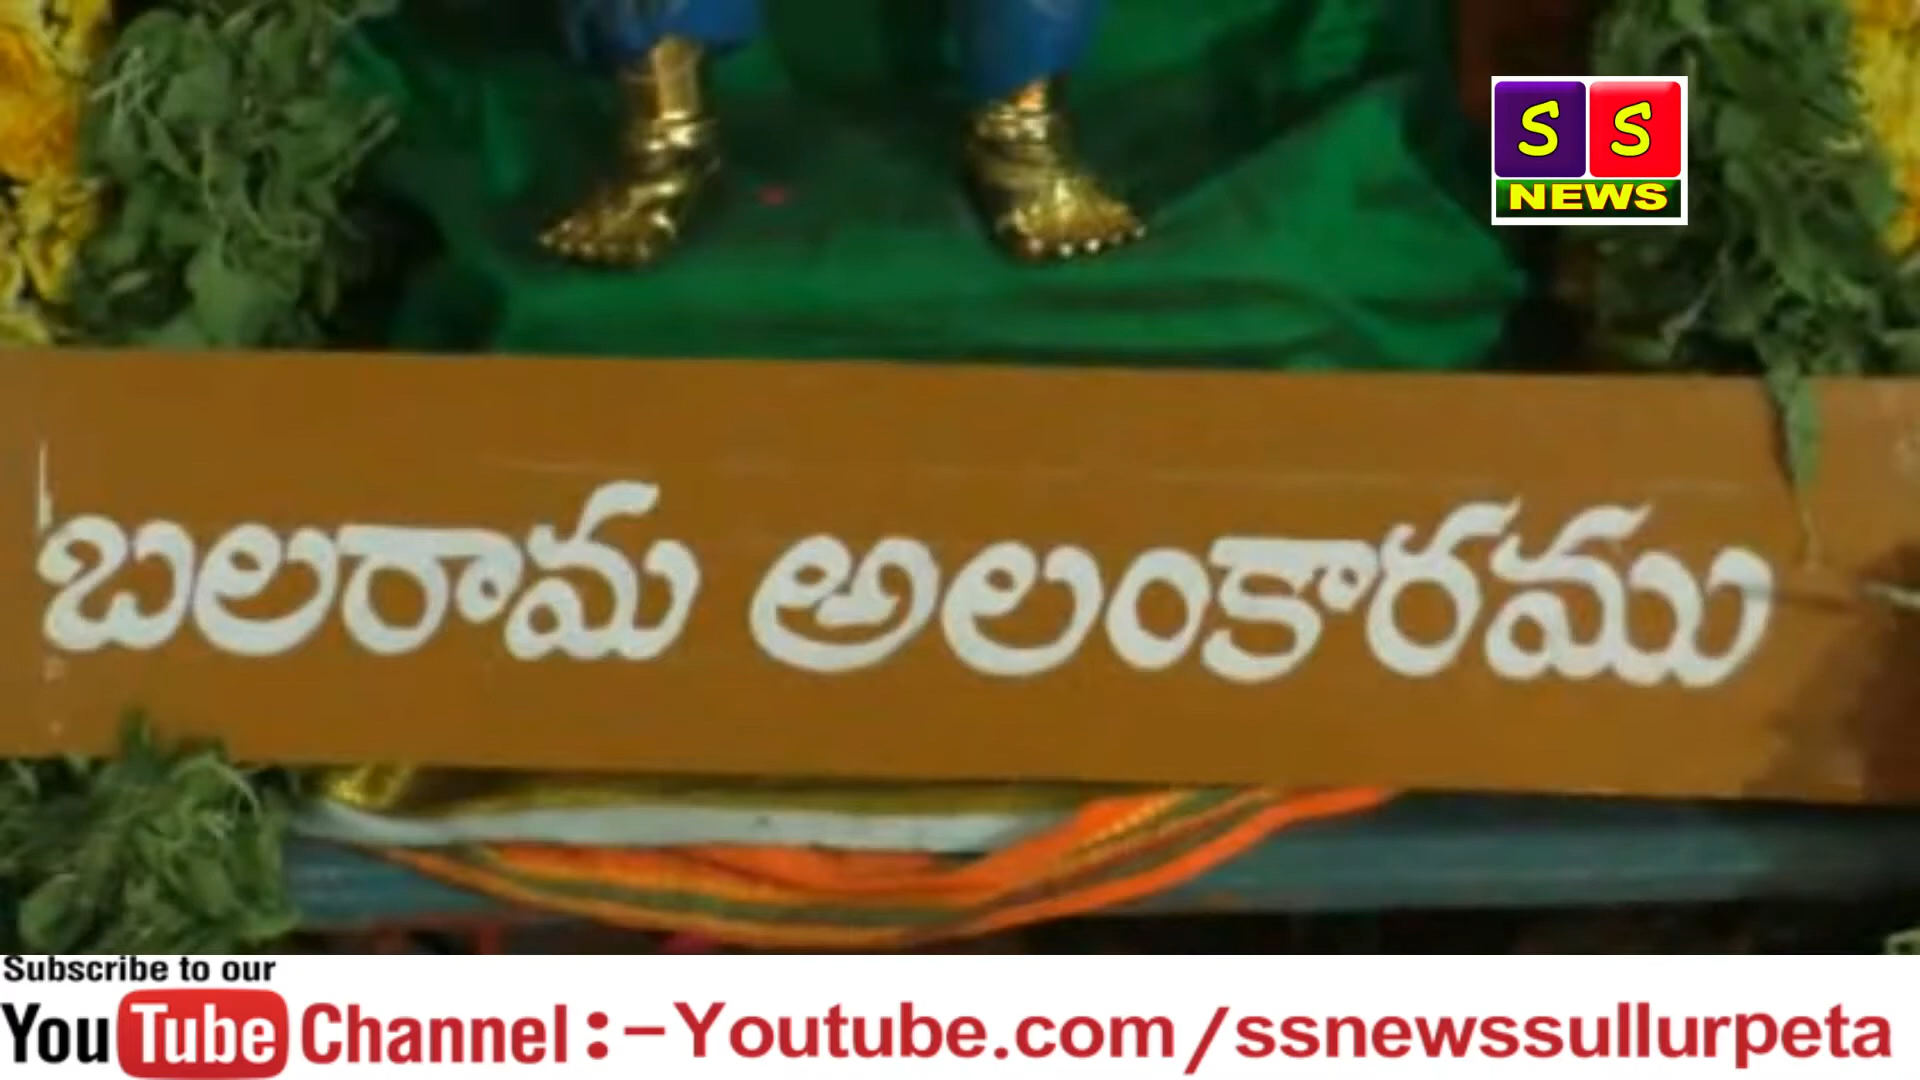 S S
NEWS
బలరామ అలంకారము
Subscribe to our
YouTube Channel :-Youtube.com/ssnewssullurpeta